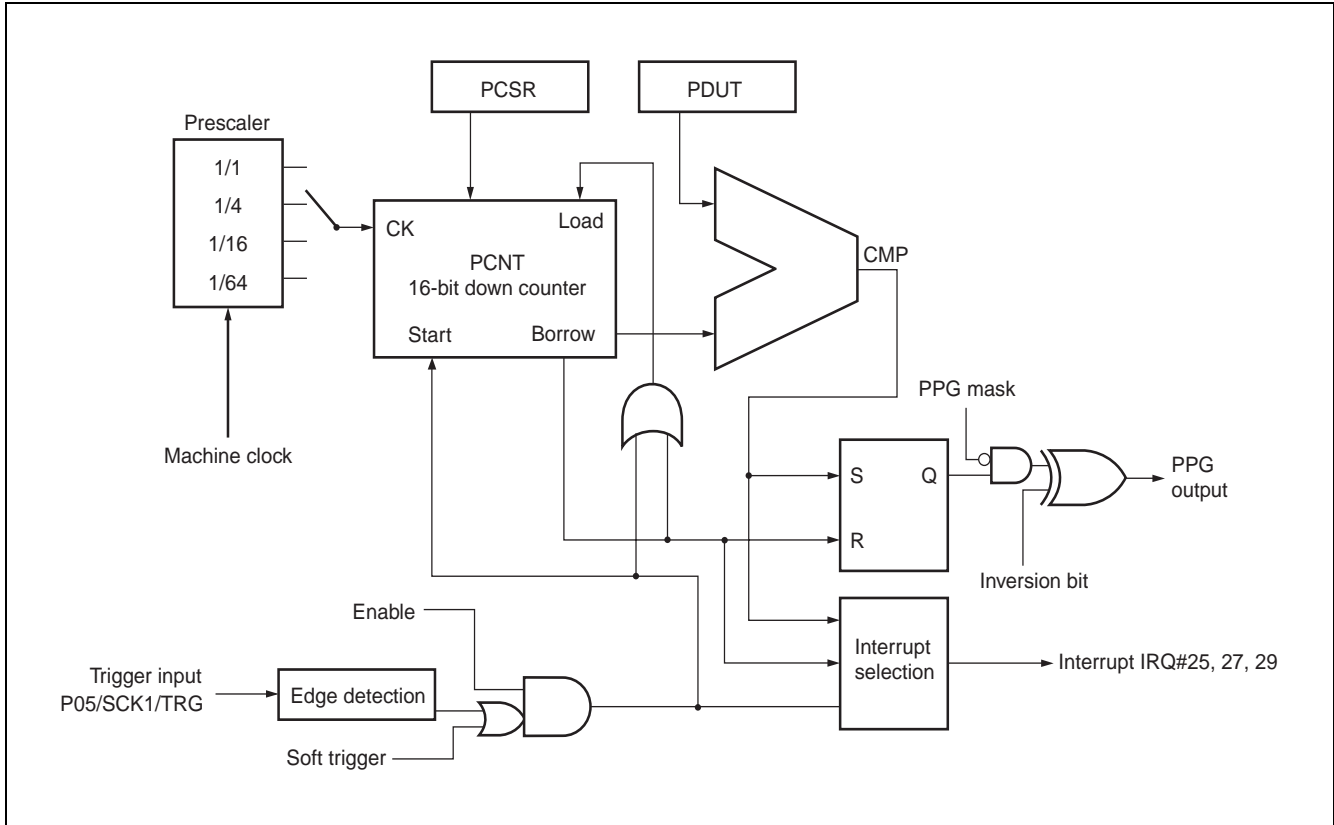 PCSR
PDUT
Prescaler
1/1
1/4
1/16
1/64
CK
Load
PCNT
16-bit down counter
Start
Borrow
CMP
Machine clock
PPG mask
S
Q
R
PPG
output
Inversion bit
Enable
Trigger input
P05/SCK1/TRG
Edge detection
Soft trigger
Interrupt
selection
Interrupt IRQ#25, 27, 29